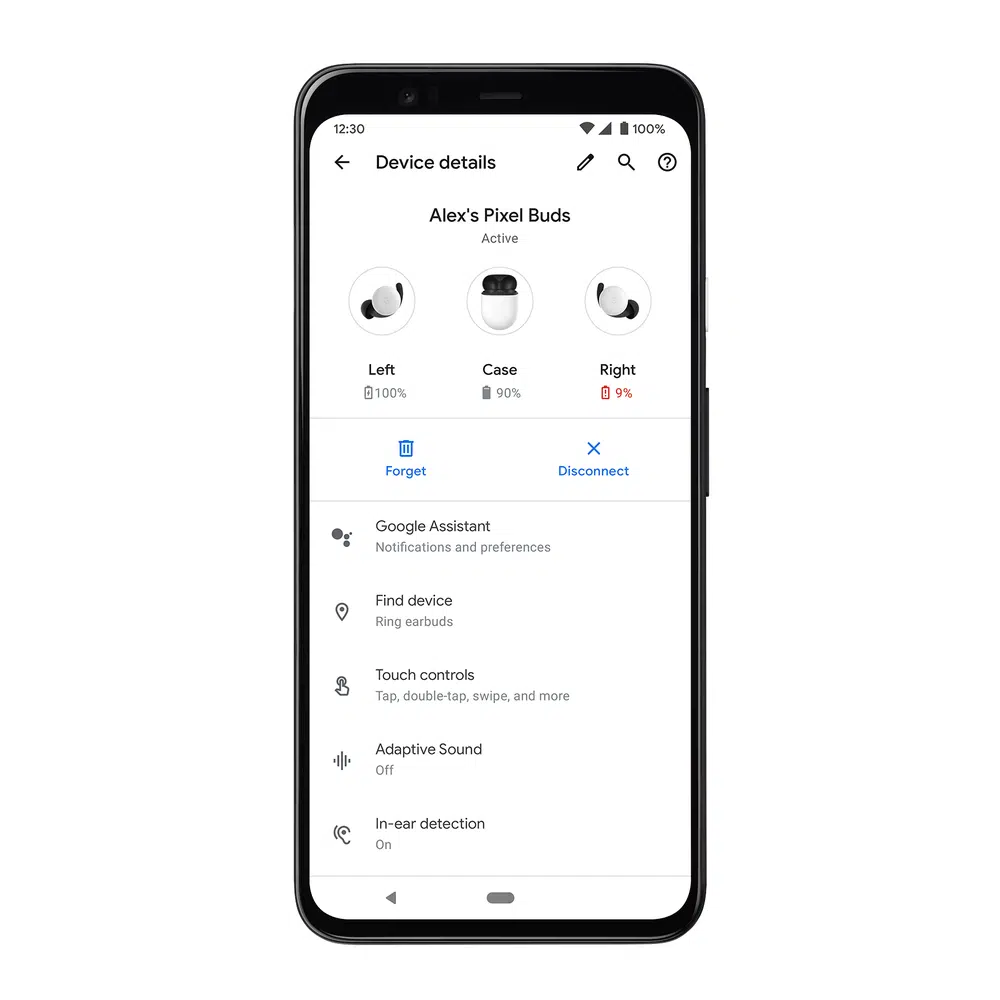 12:30 100%
Device details
Alex's Pixel Buds
Active
Left Case Right
100% 90% 9%
Forget Disconnect
Google Assistant
Notifications and preferences
Find device
Ring earbuds
Touch controls
Tap, double-tap, swipe, and more
Adaptive Sound
Off
In-ear detection
On